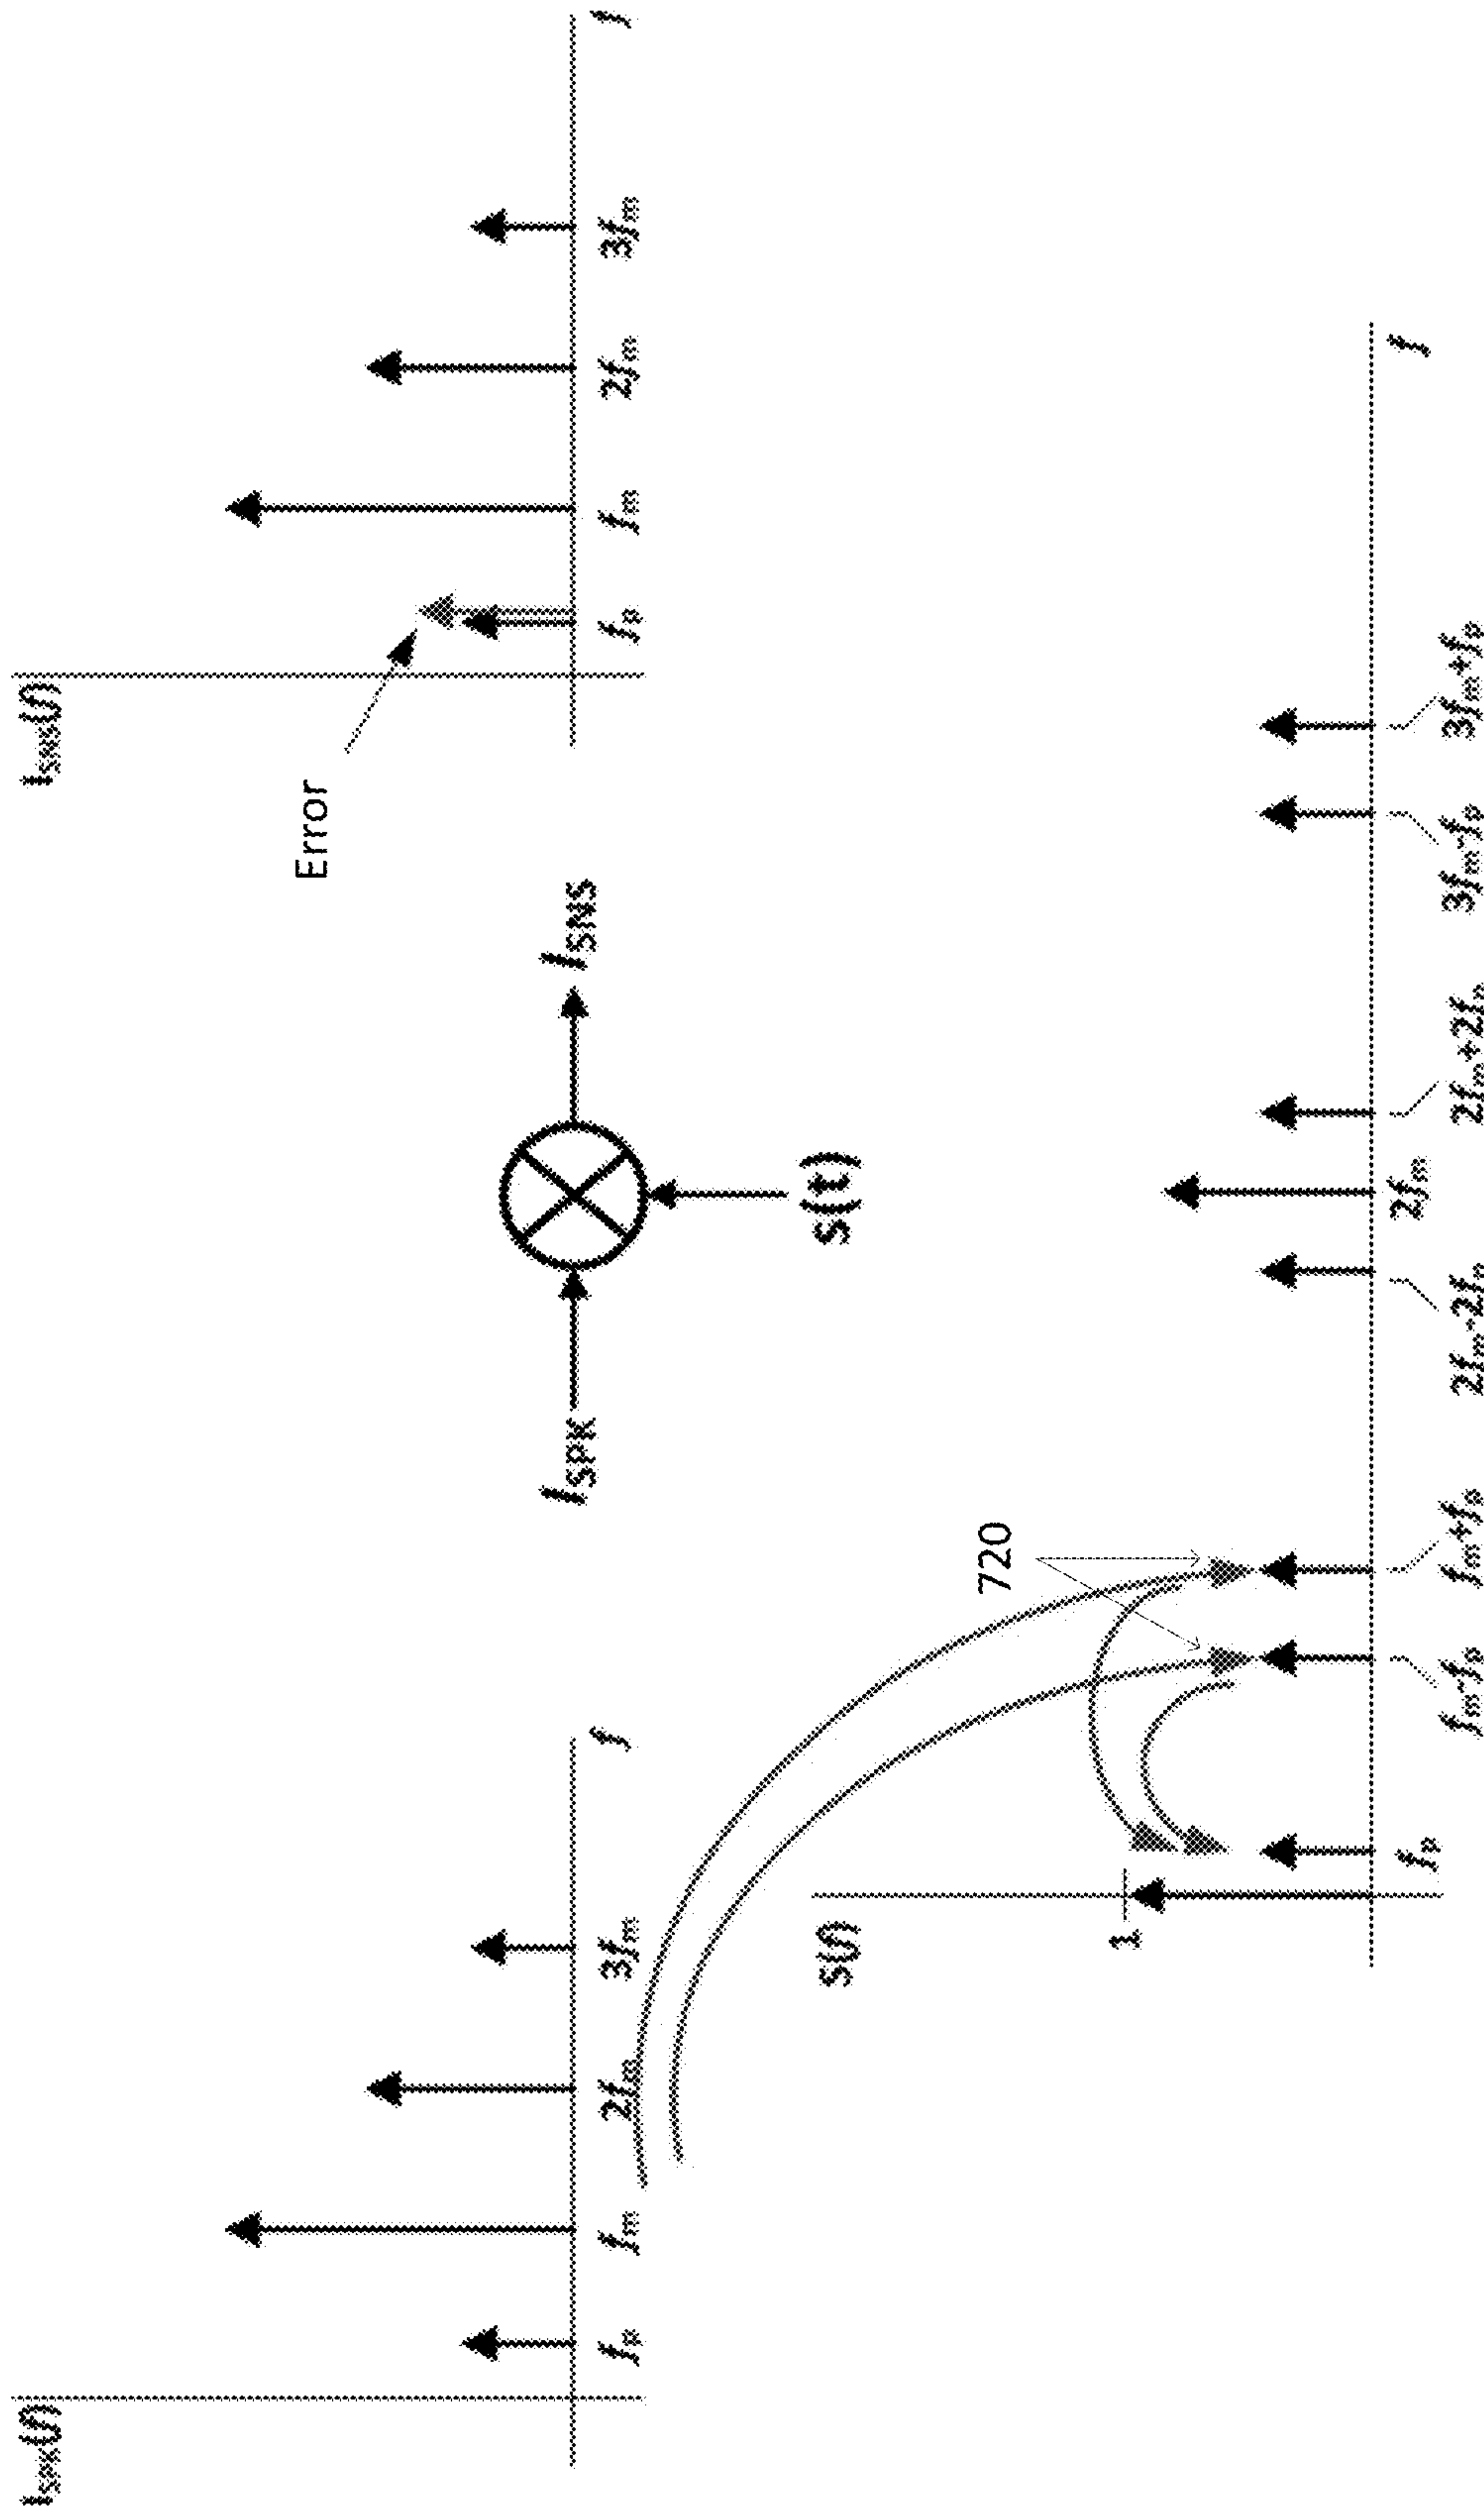 I_SPK(f)
f_p
f_m
2f_m
3f_m
f
I_SPK
I_SNS
s(t)
I_SNS(f)
Error
f_p
f_m
2f_m
3f_m
f
S(f)
1
720
f_p
f_m-f_p
f_m+f_p
2f_m-2f_p
2f_m
2f_m+2f_p
3f_m-f_p
3f_m+f_p
f